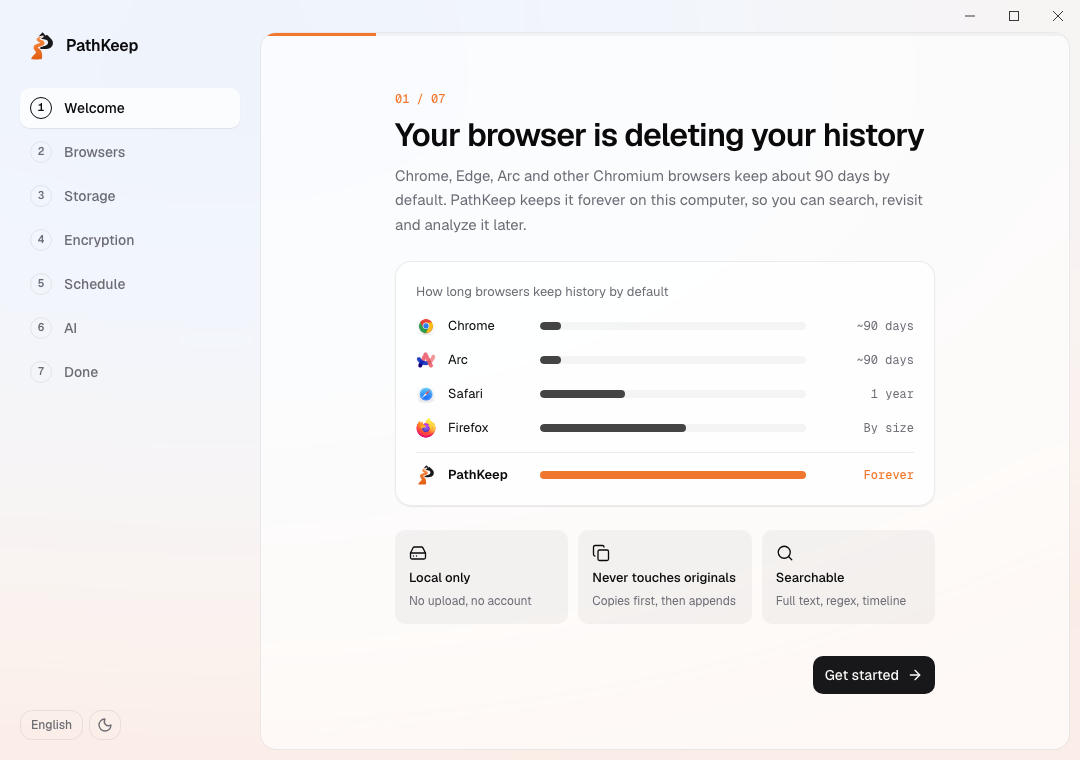 PathKeep
1 Welcome
2 Browsers
3 Storage
4 Encryption
5 Schedule
6 AI
7 Done
English
01 / 07
Your browser is deleting your history
Chrome, Edge, Arc and other Chromium browsers keep about 90 days by
default. PathKeep keeps it forever on this computer, so you can search, revisit
and analyze it later.
How long browsers keep history by default
Chrome ~90 days
Arc ~90 days
Safari 1 year
Firefox By size
PathKeep Forever
Local only
No upload, no account
Never touches originals
Copies first, then appends
Searchable
Full text, regex, timeline
Get started